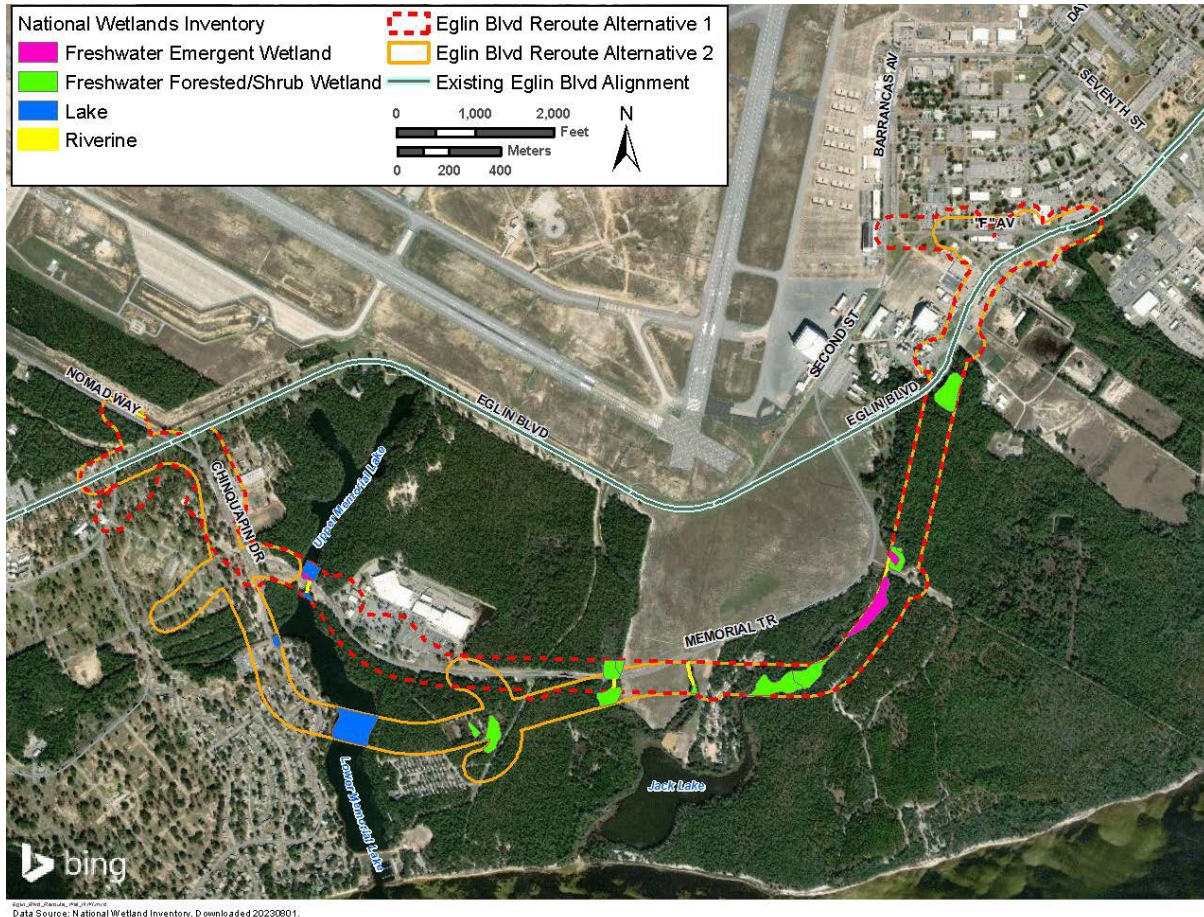 National Wetlands Inventory
Freshwater Emergent Wetland
Freshwater Forested/Shrub Wetland
Lake
Riverine
Eglin Blvd Reroute Alternative 1
Eglin Blvd Reroute Alternative 2
Existing Eglin Blvd Alignment
0 1,000 2,000
Feet
Meters
0 200 400
N
BARRANCAS AV
SEVENTH ST
"F" AV
SECOND ST
EGLIN BLVD
NOMAD WAY
EGLIN BLVD
CHINQUAPIN DR
Upper Memorial Lake
MEMORIAL TR
Lower Memorial Lake
Jack Lake
bing
Data Source: National Wetland Inventory, Downloaded 20230801.